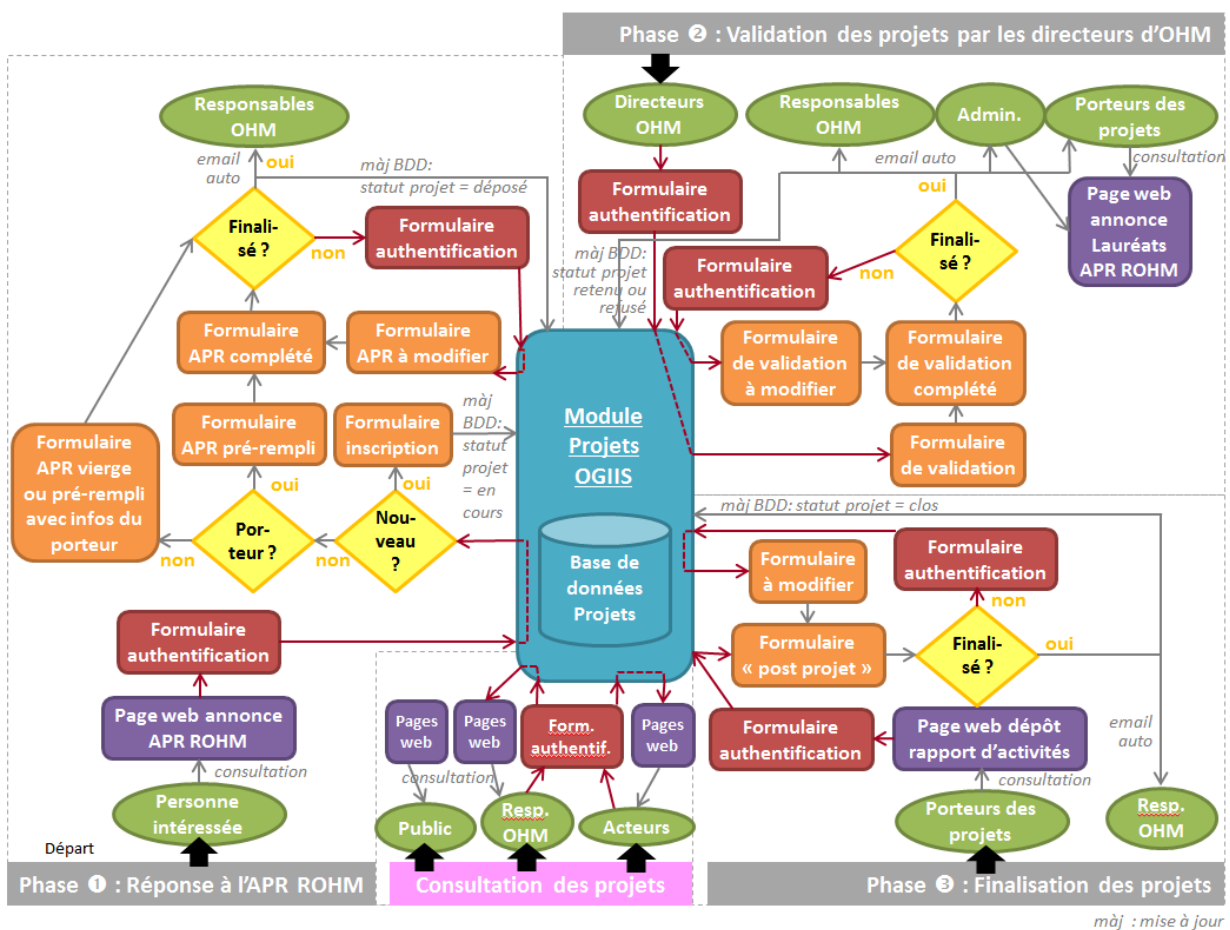 Phase ❷ : Validation des projets par les directeurs d'OHM
Responsables
OHM
email
auto
oui
màj BDD:
statut projet = déposé
Finali-
sé ?
non
Formulaire
authentification
Formulaire
APR complété
Formulaire
APR à modifier
Formulaire
APR pré-rempli
Formulaire
inscription
màj
BDD:
statut
projet
= en
cours
Formulaire
APR vierge
ou pré-rempli
avec infos du
porteur
oui
oui
Por-
teur ?
Nou-
veau
?
non
non
Formulaire
authentification
Page web annonce
APR ROHM
consultation
Personne
intéressée
Départ
Phase ❶ : Réponse à l'APR ROHM
Directeurs
OHM
Responsables
OHM
Admin.
Porteurs des
projets
email auto
consultation
oui
Formulaire
authentification
Page web
annonce
Lauréats
APR ROHM
màj BDD:
statut projet
retenu ou
refusé
Formulaire
authentification
Finali-
sé ?
non
Formulaire
de validation
à modifier
Formulaire
de validation
complété
Formulaire
de validation
Module
Projets
OGIIS
Base de
données
Projets
màj BDD: statut projet = clos
Formulaire
à modifier
Formulaire
authentification
non
Formulaire
« post projet »
Finali-
sé ?
oui
Formulaire
authentification
Page web dépôt
rapport d'activités
email
auto
consultation
Porteurs des
projets
Resp.
OHM
Phase ❸ : Finalisation des projets
Pages
web
Pages
web
Form.
authentif.
Pages
web
consultation
Public
Resp.
OHM
Acteurs
Consultation des projets
màj : mise à jour